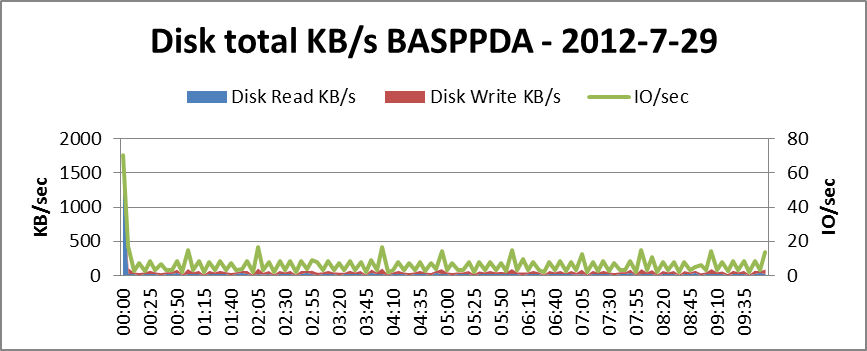 Disk total KB/s BASPPDA - 2012-7-29
Disk Read KB/s Disk Write KB/s IO/sec
KB/sec
2000
1500
1000
500
0
80
60
40
20
0
IO/sec
00:00 00:25 00:50 01:15 01:40 02:05 02:30 02:55 03:20 03:45 04:10 04:35 05:00 05:25 05:50 06:15 06:40 07:05 07:30 07:55 08:20 08:45 09:10 09:35